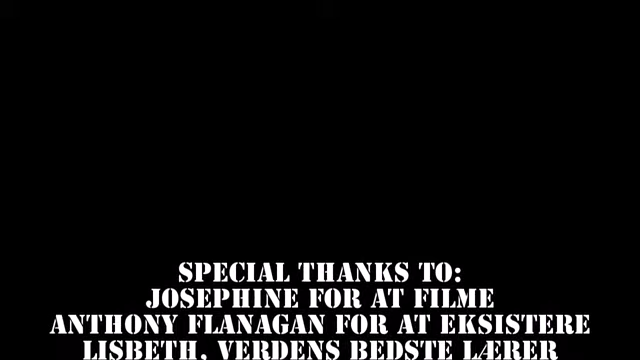 SPECIAL THANKS TO:
JOSEPHINE FOR AT FILME
ANTHONY FLANAGAN FOR AT EKSISTERE
LISBETH, VERDENS BEDSTE LÆRER